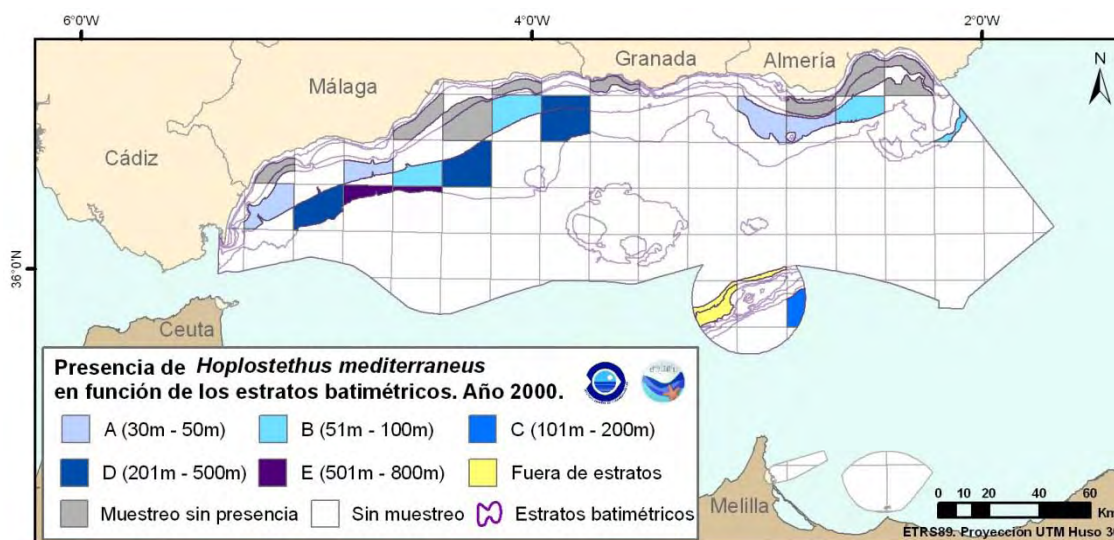 6°0'W 4°0'W 2°0'W
Granada Almería
N
Málaga
Cádiz
36°0'N
Ceuta
Presencia de Hoplostethus mediterraneus
en función de los estratos batimétricos. Año 2000.
A (30m - 50m) B (51m - 100m) C (101m - 200m)
D (201m - 500m) E (501m - 800m) Fuera de estratos
Muestreo sin presencia Sin muestreo Estratos batimétricos
Melilla
0 10 20 40 60
Km
ETRS89. Proyección UTM Huso 30